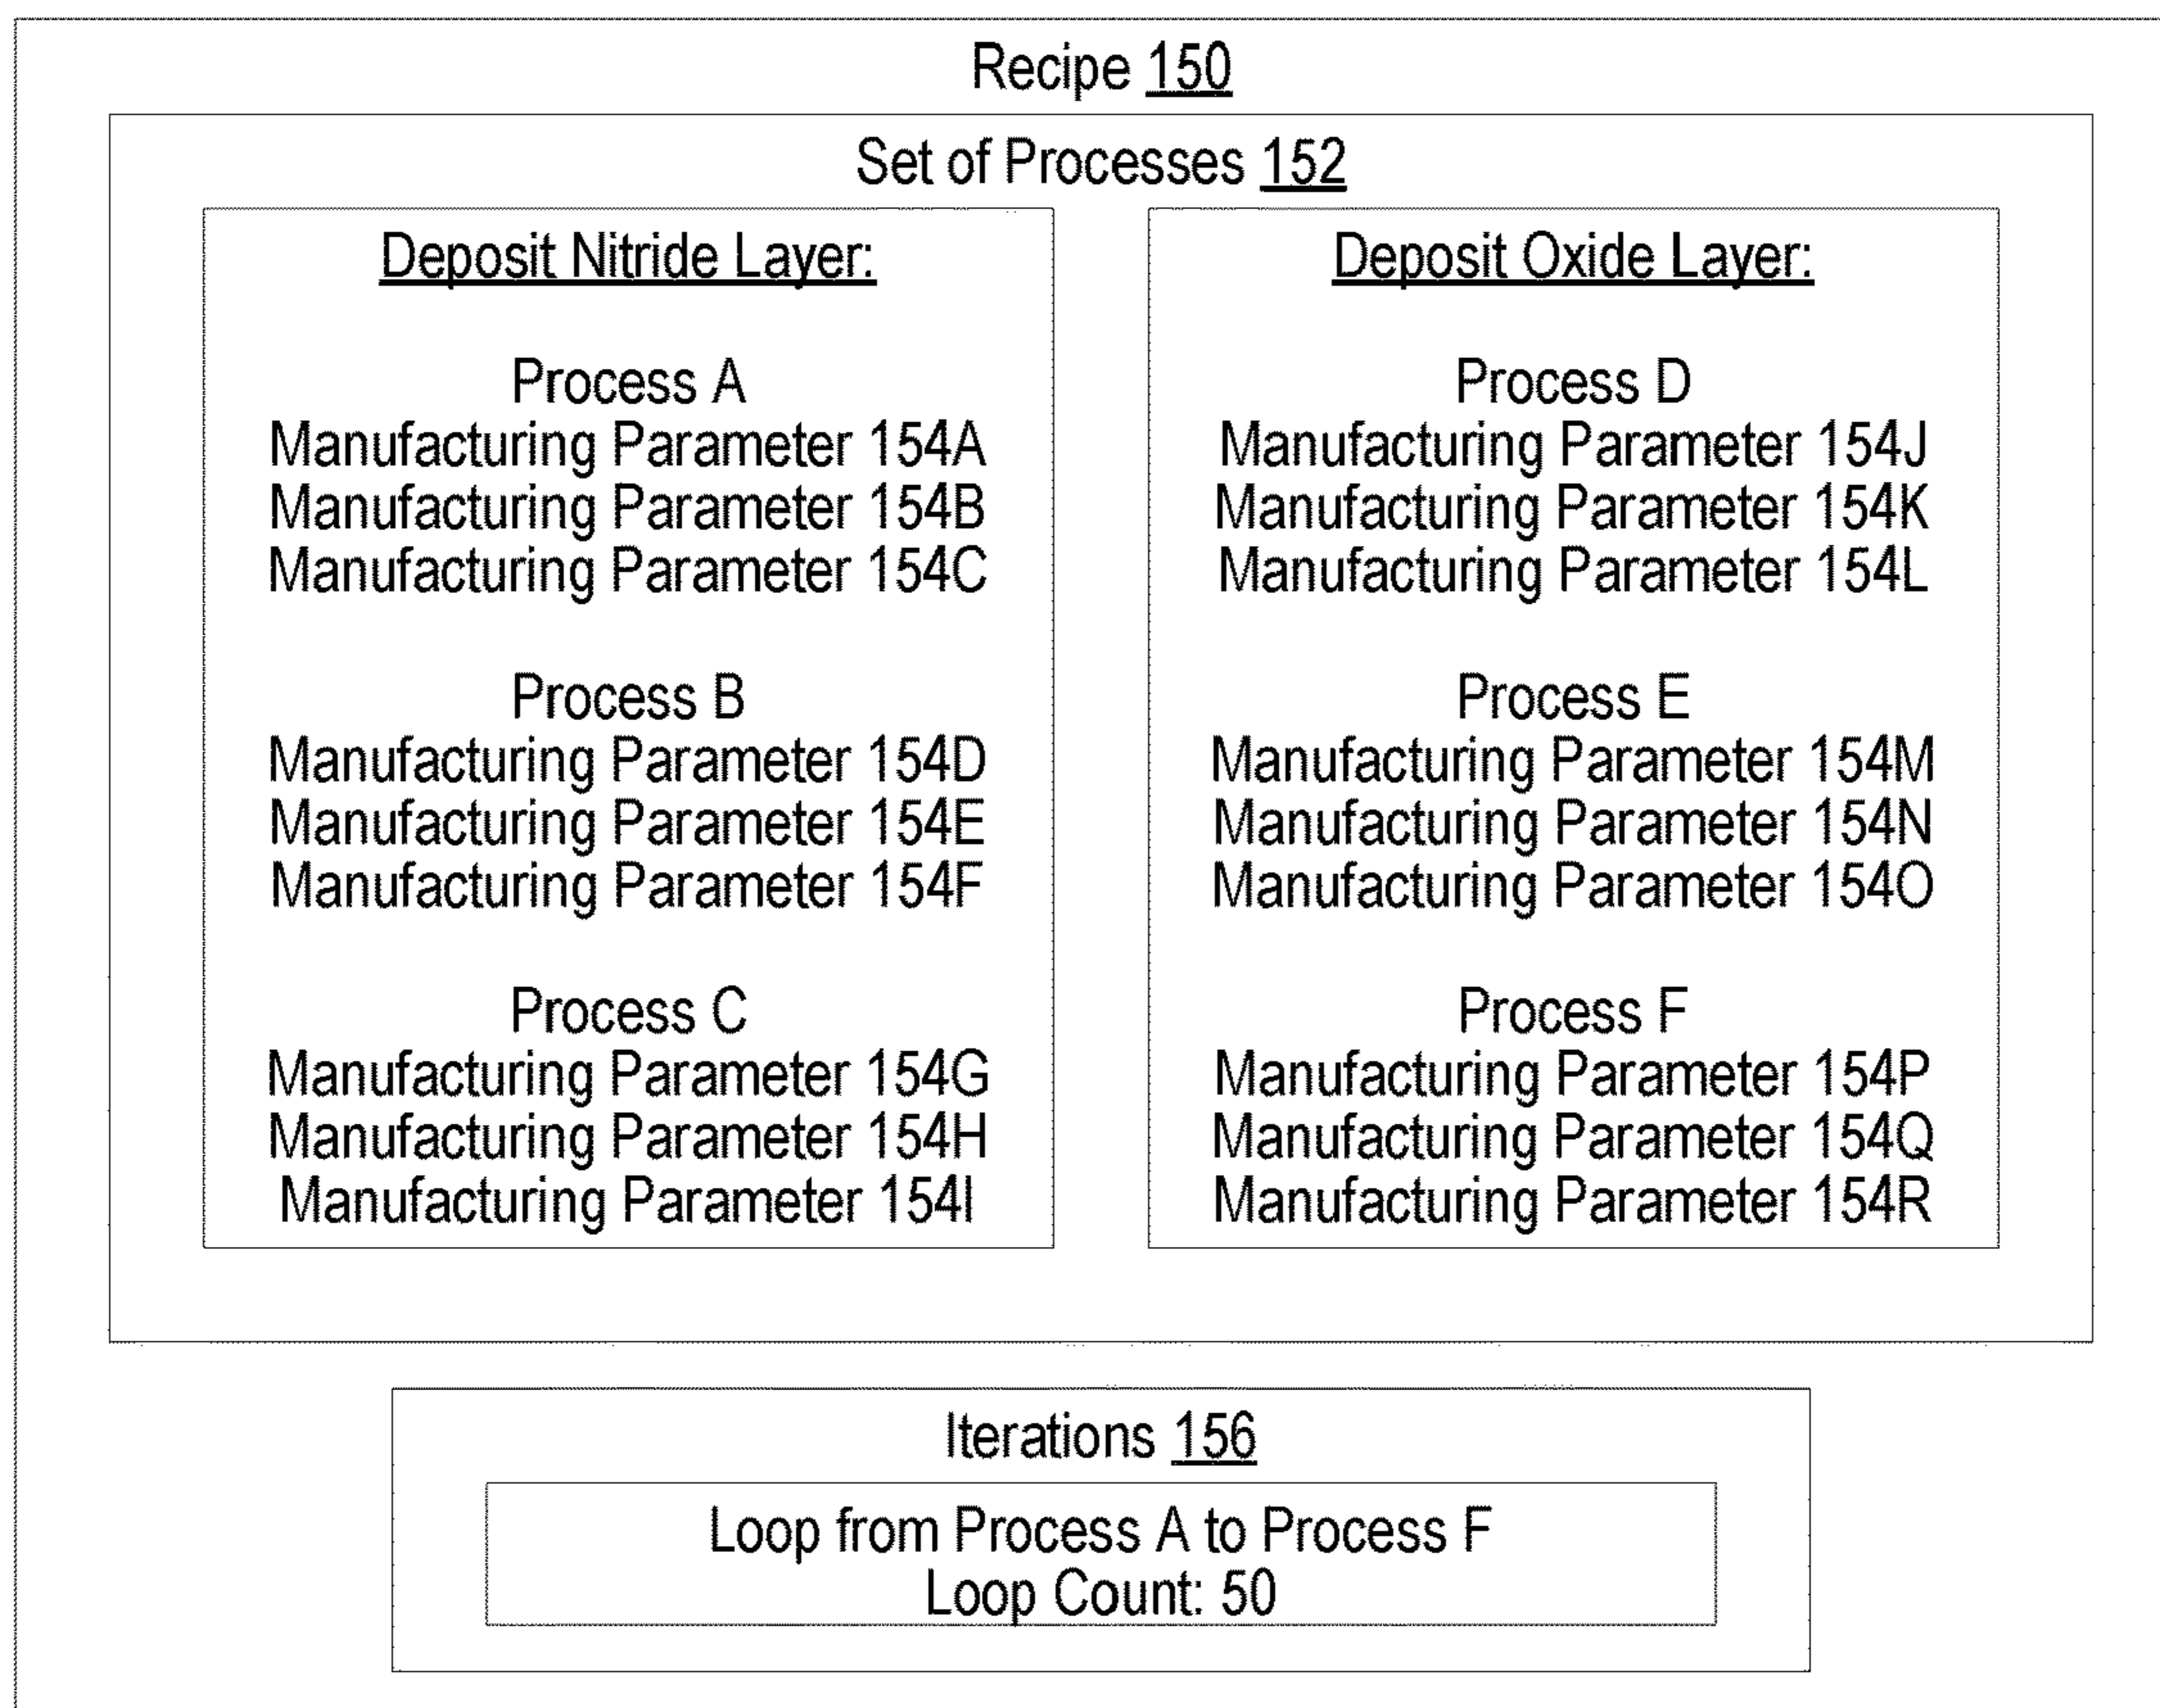 Recipe 150
Set of Processes 152
Deposit Nitride Layer:
Process A
Manufacturing Parameter 154A
Manufacturing Parameter 154B
Manufacturing Parameter 154C
Process B
Manufacturing Parameter 154D
Manufacturing Parameter 154E
Manufacturing Parameter 154F
Process C
Manufacturing Parameter 154G
Manufacturing Parameter 154H
Manufacturing Parameter 154I
Deposit Oxide Layer:
Process D
Manufacturing Parameter 154J
Manufacturing Parameter 154K
Manufacturing Parameter 154L
Process E
Manufacturing Parameter 154M
Manufacturing Parameter 154N
Manufacturing Parameter 154O
Process F
Manufacturing Parameter 154P
Manufacturing Parameter 154Q
Manufacturing Parameter 154R
Iterations 156
Loop from Process A to Process F
Loop Count: 50